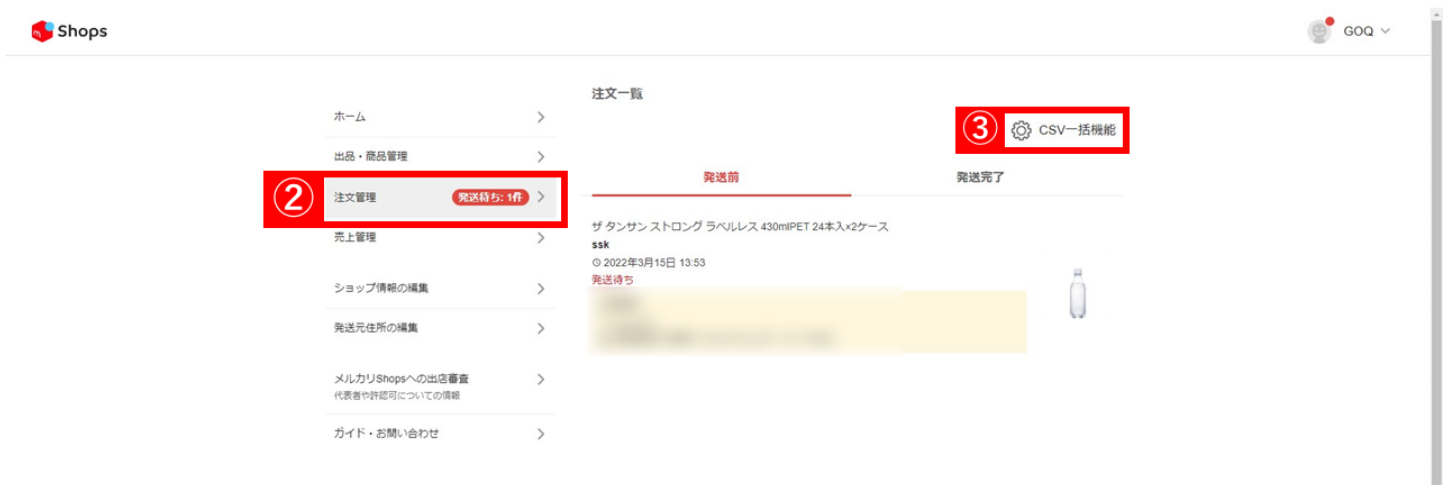 Shops
GOQ
ホーム
出品・商品管理
② 注文管理 発送待ち: 1件
売上管理
ショップ情報の編集
発送元住所の編集
メルカリShopsへの出店審査
代表者や許認可についての情報
ガイド・お問い合わせ
注文一覧
③ CSV一括機能
発送前 発送完了
ザ タンサン ストロング ラベルレス 430mlPET 24本入×2ケース
ssk
2022年3月15日 13:53
発送待ち